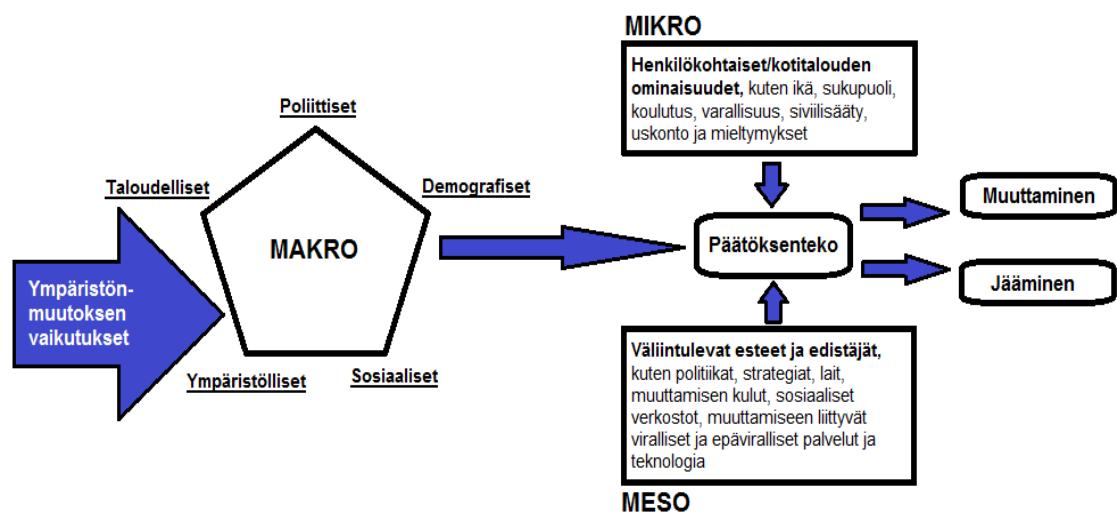 MIKRO
Henkilökohtaiset/kotitalouden
ominaisuudet, kuten ikä, sukupuoli,
koulutus, varallisuus, siviilisääty,
uskonto ja mieltymykset
Poliittiset
Taloudelliset
Demografiset
MAKRO
Ympäristölliset
Sosiaaliset
Ympäristön-
muutoksen
vaikutukset
Päätöksenteko
Muuttaminen
Jääminen
Väliintulevat esteet ja edistäjät,
kuten politiikat, strategiat, lait,
muuttamisen kulut, sosiaaliset
verkostot, muuttamiseen liittyvät
viralliset ja epäviralliset palvelut ja
teknologia
MESO